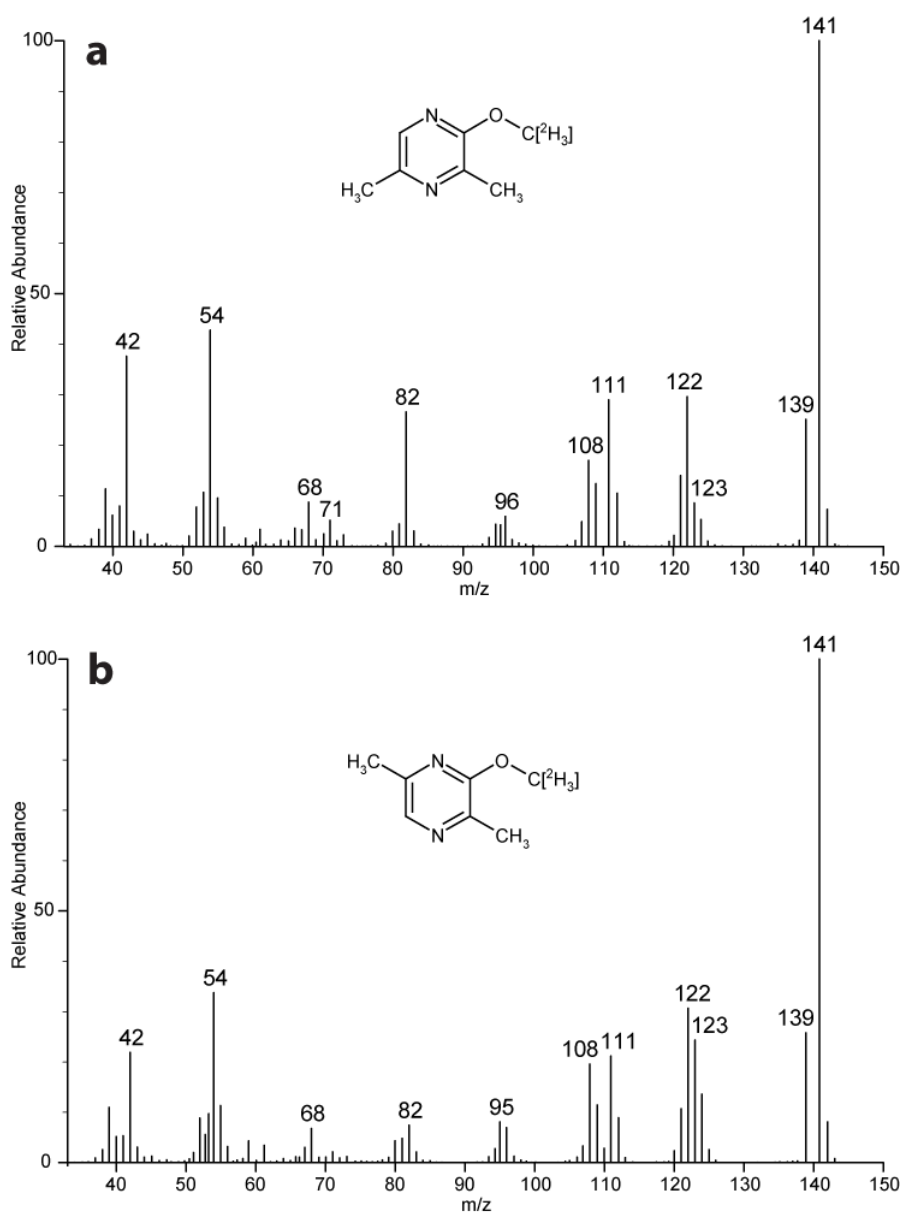 a
100
50
0
Relative Abundance
141
139
122
123
111
108
96
82
71
68
54
42
N
O
C[²H₃]
H₃C
N
CH₃
40 50 60 70 80 90 100 110 120 130 140 150
m/z
b
100
50
0
Relative Abundance
141
139
122
123
111
108
95
82
68
54
42
H₃C
N
O
C[²H₃]
N
CH₃
40 50 60 70 80 90 100 110 120 130 140 150
m/z